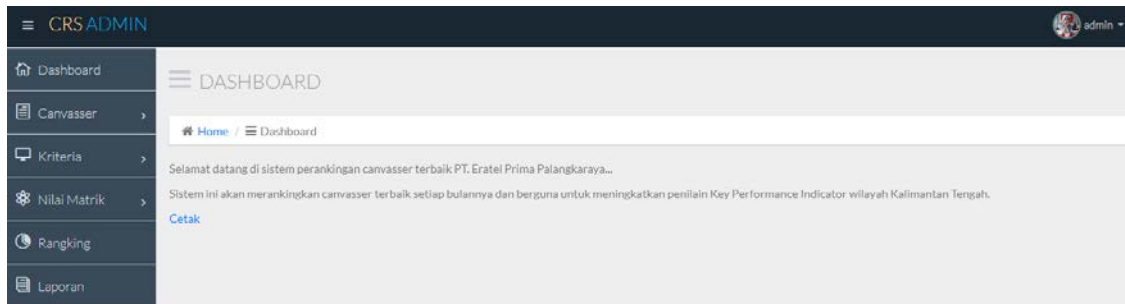 CRS ADMIN
admin
Dashboard
Canvasser
Kriteria
Nilai Matrik
Rangking
Laporan
DASHBOARD
Home / Dashboard
Selamat datang di sistem perankingan canvasser terbaik PT. Eratel Prima Palangkaraya...
Sistem ini akan merankingkan canvasser terbaik setiap bulannya dan berguna untuk meningkatkan penilain Key Performance Indicator wilayah Kalimantan Tengah.
Cetak